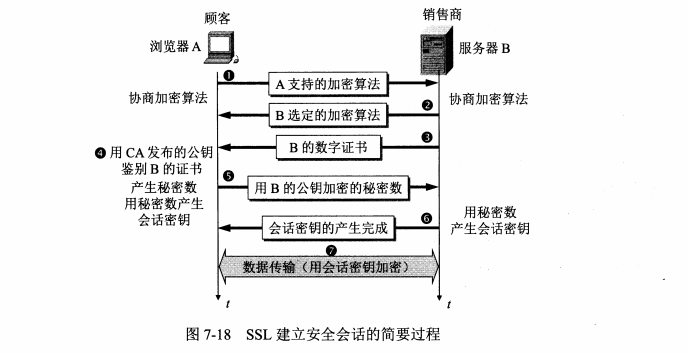 顾客
销售商
浏览器 A
服务器 B
❶
A 支持的加密算法
协商加密算法
协商加密算法
B 选定的加密算法
❷
B 的数字证书
❸
❹ 用 CA 发布的公钥
鉴别 B 的证书
产生秘密数
用秘密数产生
会话密钥
❺
用 B 的公钥加密的秘密数
会话密钥的产生完成
❻
用秘密数
产生会话密钥
❼
数据传输（用会话密钥加密）
t
t
图 7-18 SSL 建立安全会话的简要过程